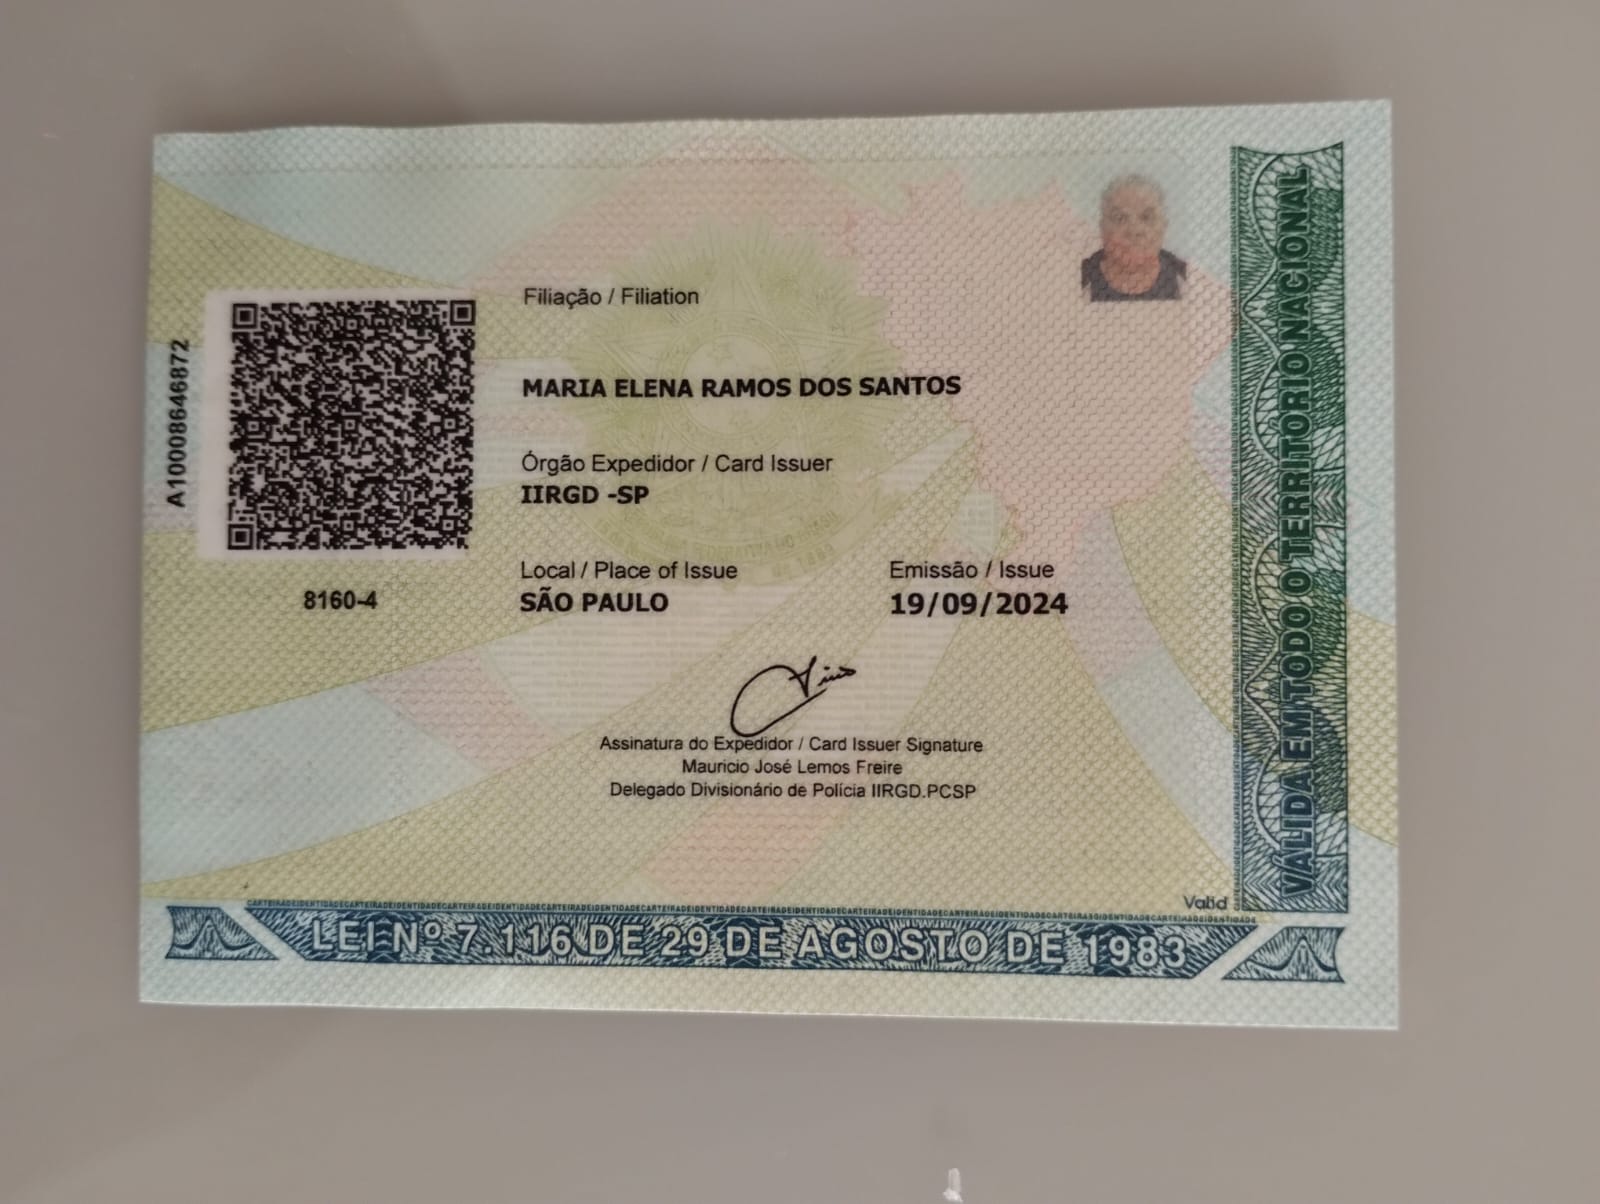 Filiação / Filiation
MARIA ELENA RAMOS DOS SANTOS
Órgão Expedidor / Card Issuer
IIRGD -SP
Local / Place of Issue
SÃO PAULO
Emissão / Issue
19/09/2024
A10008646872
8160-4
Assinatura do Expedidor / Card Issuer Signature
Mauricio José Lemos Freire
Delegado Divisionário de Polícia IIRGD.PCSP
Valid
VÁLIDA EM TODO O TERRITÓRIO NACIONAL
CARTEIRADEIDENTIDADECARTEIRADEIDENTIDADECARTEIRADEIDENTIDADECARTEIRADEIDENTIDADECARTEIRADEIDENTIDADECARTEIRADEIDENTIDADECARTEIRADEIDENTIDADE
LEI Nº 7.116 DE 29 DE AGOSTO DE 1983